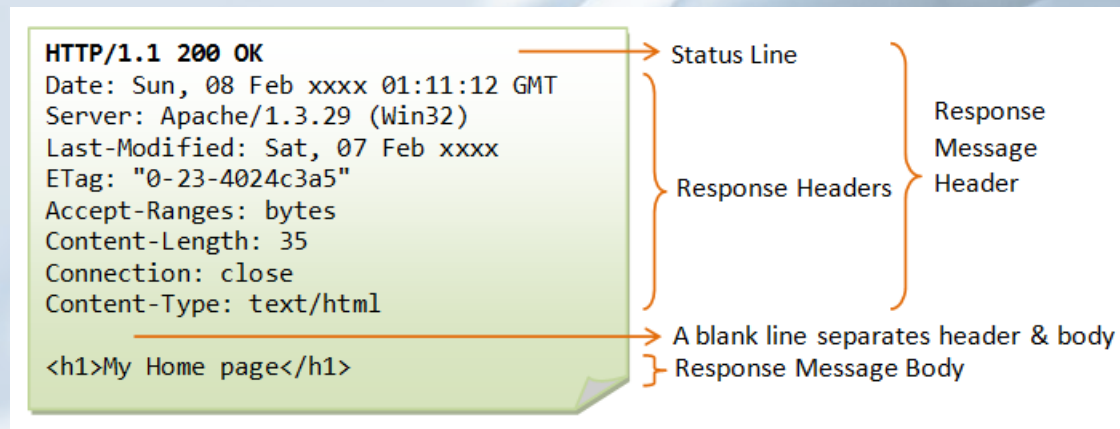 HTTP/1.1 200 OK
Date: Sun, 08 Feb xxxx 01:11:12 GMT
Server: Apache/1.3.29 (Win32)
Last-Modified: Sat, 07 Feb xxxx
ETag: "0-23-4024c3a5"
Accept-Ranges: bytes
Content-Length: 35
Connection: close
Content-Type: text/html
<h1>My Home page</h1>
Status Line
Response Headers
Response
Message
Header
A blank line separates header & body
Response Message Body